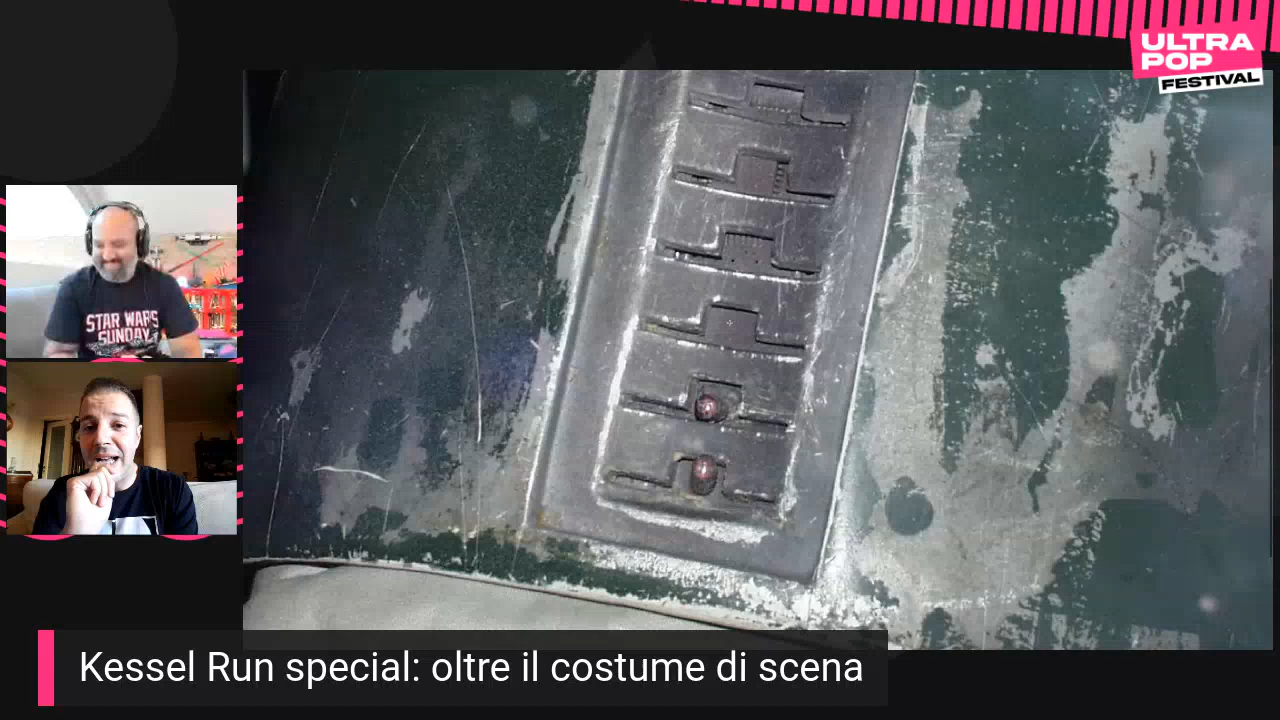 ULTRA
POP
FESTIVAL
STAR WARS
SUNDAY
Kessel Run special: oltre il costume di scena